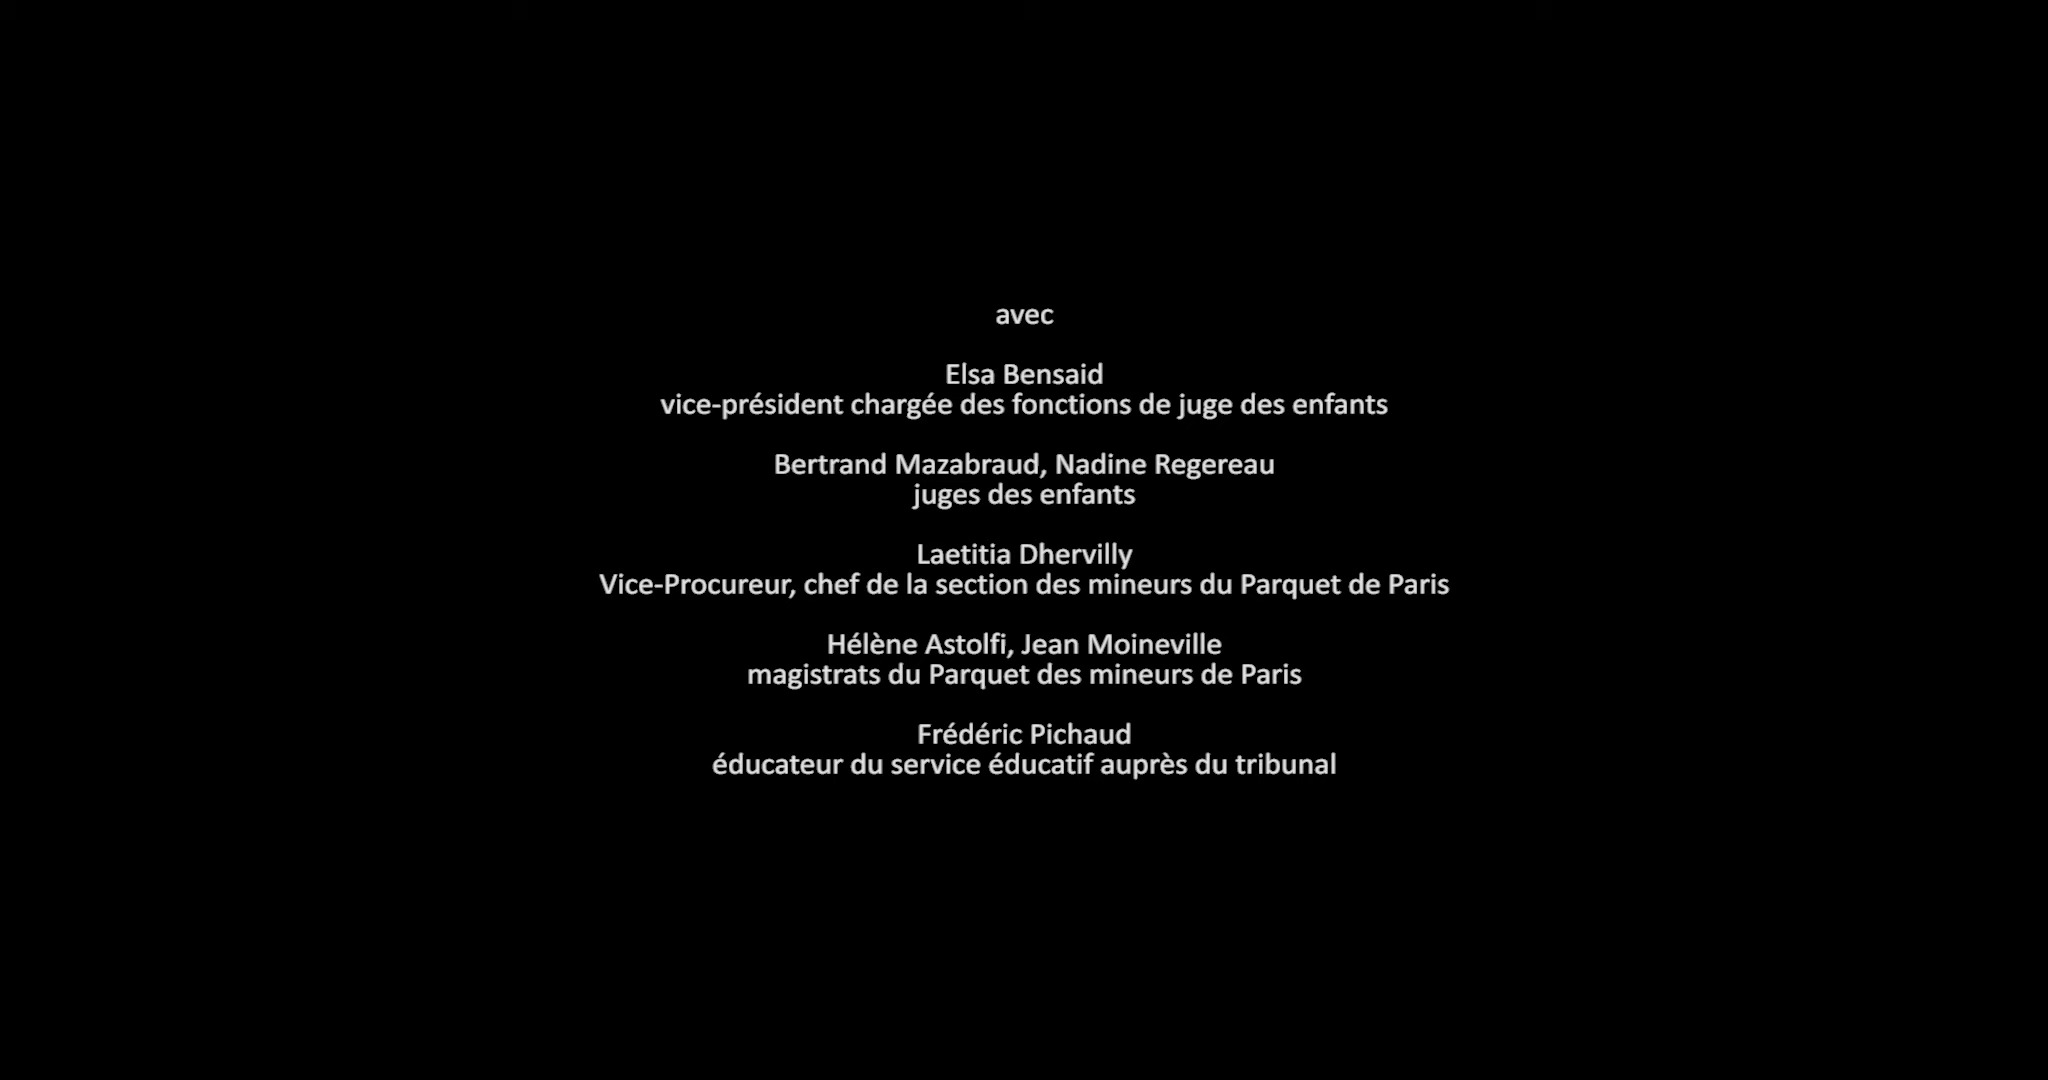 avec
Elsa Bensaid
vice-président chargée des fonctions de juge des enfants
Bertrand Mazabraud, Nadine Regereau
juges des enfants
Laetitia Dhervilly
Vice-Procureur, chef de la section des mineurs du Parquet de Paris
Hélène Astolfi, Jean Moineville
magistrats du Parquet des mineurs de Paris
Frédéric Pichaud
éducateur du service éducatif auprès du tribunal